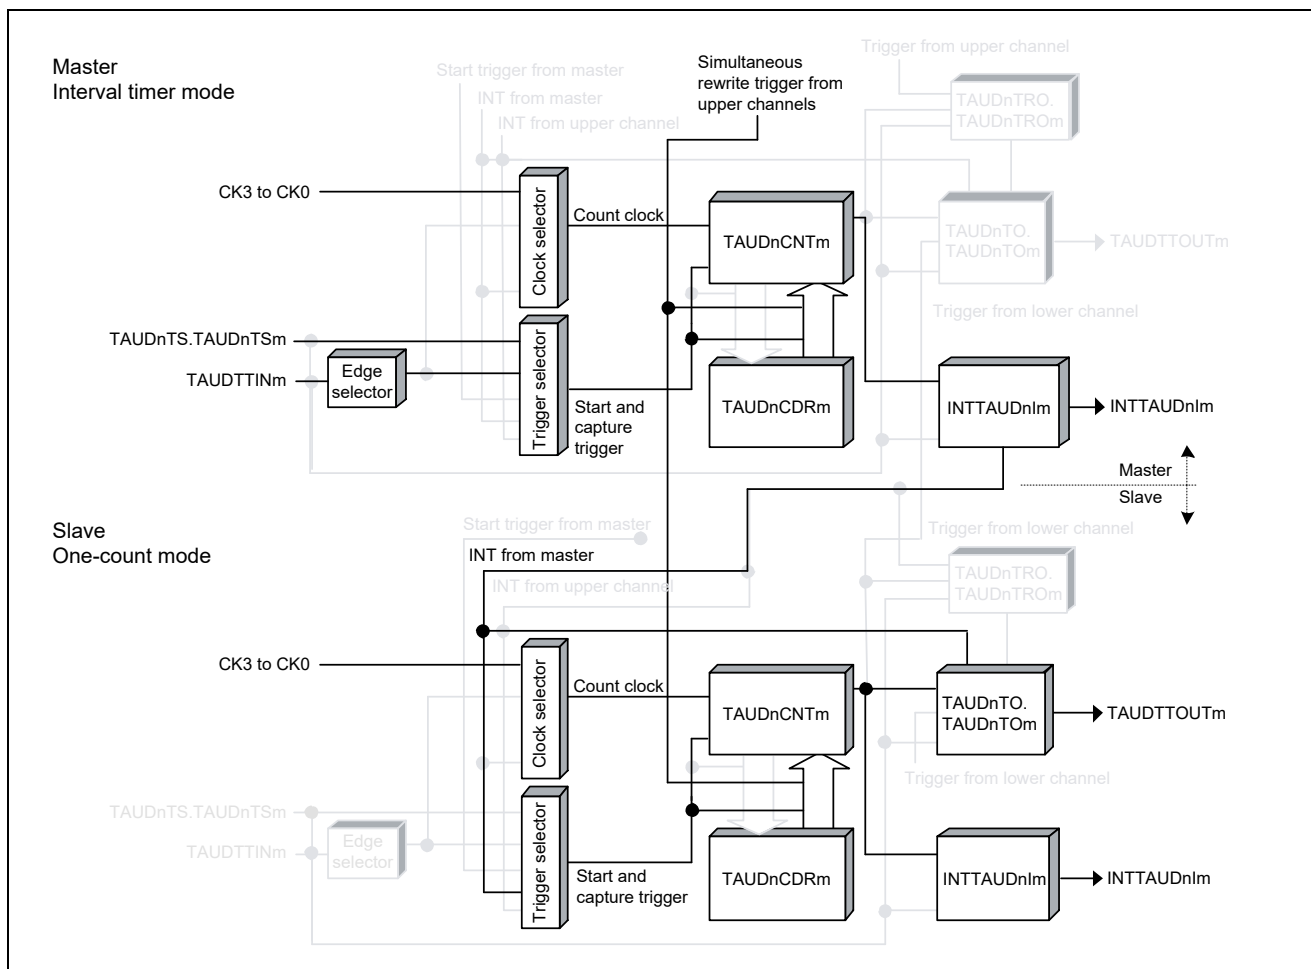 Master
Interval timer mode
Start trigger from master
INT from master
INT from upper channel
Simultaneous
rewrite trigger from
upper channels
Trigger from upper channel
TAUDnTRO.
TAUDnTROm
CK3 to CK0
Clock selector
Count clock
TAUDnCNTm
TAUDnTO.
TAUDnTOm
TAUDTTOUTm
Trigger from lower channel
TAUDnTS.TAUDnTSm
TAUDTTINm
Edge
selector
Trigger selector
Start and
capture
trigger
TAUDnCDRm
INTTAUDnIm
INTTAUDnIm
Master
Slave
Slave
One-count mode
Start trigger from master
INT from master
INT from upper channel
Trigger from lower channel
TAUDnTRO.
TAUDnTROm
CK3 to CK0
Clock selector
Count clock
TAUDnCNTm
TAUDnTO.
TAUDnTOm
TAUDTTOUTm
Trigger from lower channel
TAUDnTS.TAUDnTSm
TAUDTTINm
Edge
selector
Trigger selector
Start and
capture trigger
TAUDnCDRm
INTTAUDnIm
INTTAUDnIm